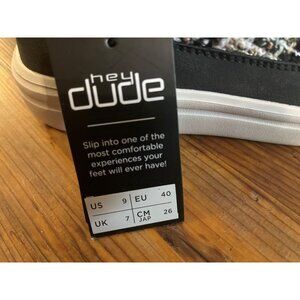 hey
dude
Slip into one of the
most comfortable
experiences your
feet will ever have!
US 9 EU 40
UK 7 CM JAP 26